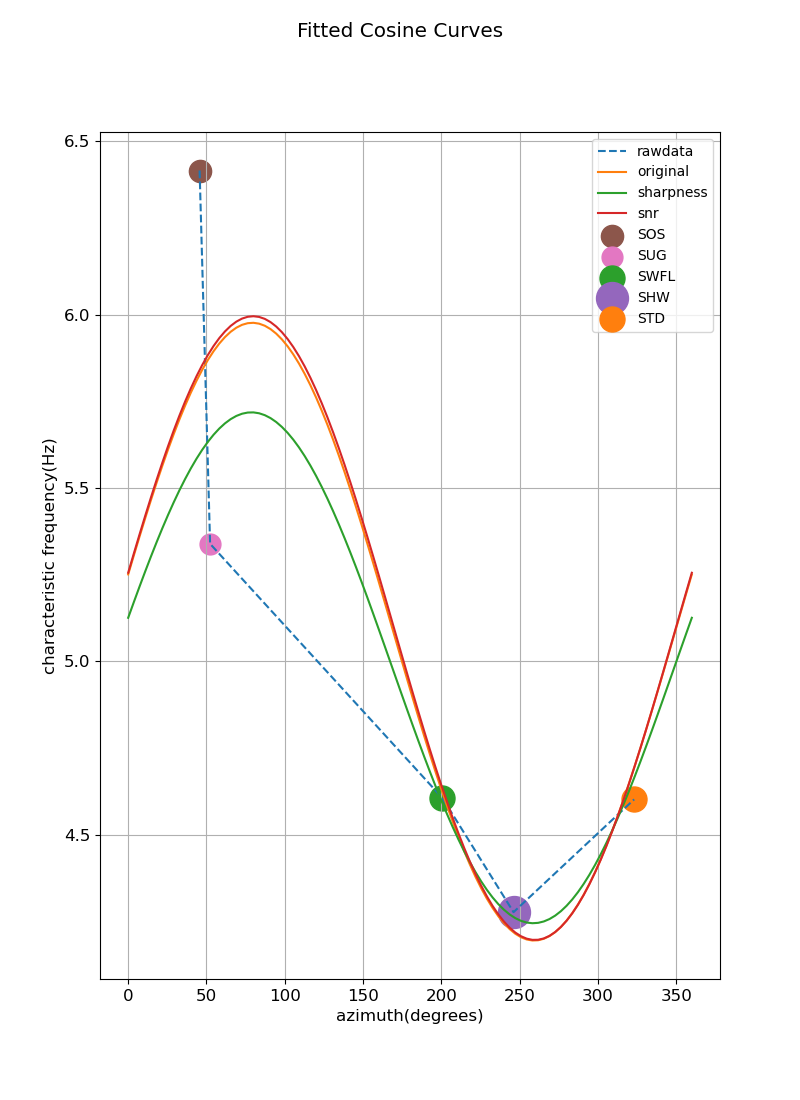 Fitted Cosine Curves
rawdata
original
sharpness
snr
SOS
SUG
SWFL
SHW
STD
6.5
6.0
5.5
5.0
4.5
characteristic frequency(Hz)
0 50 100 150 200 250 300 350
azimuth(degrees)